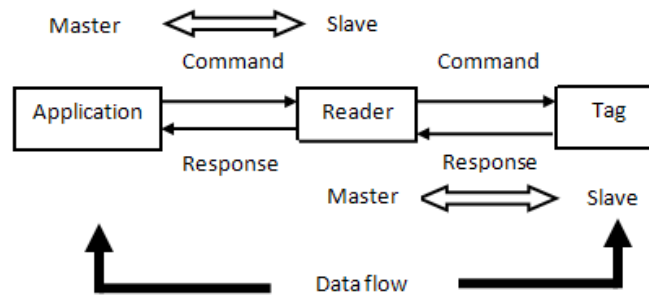 Master Slave
Command Command
Application Reader Tag
Response Response
Master Slave
Data flow